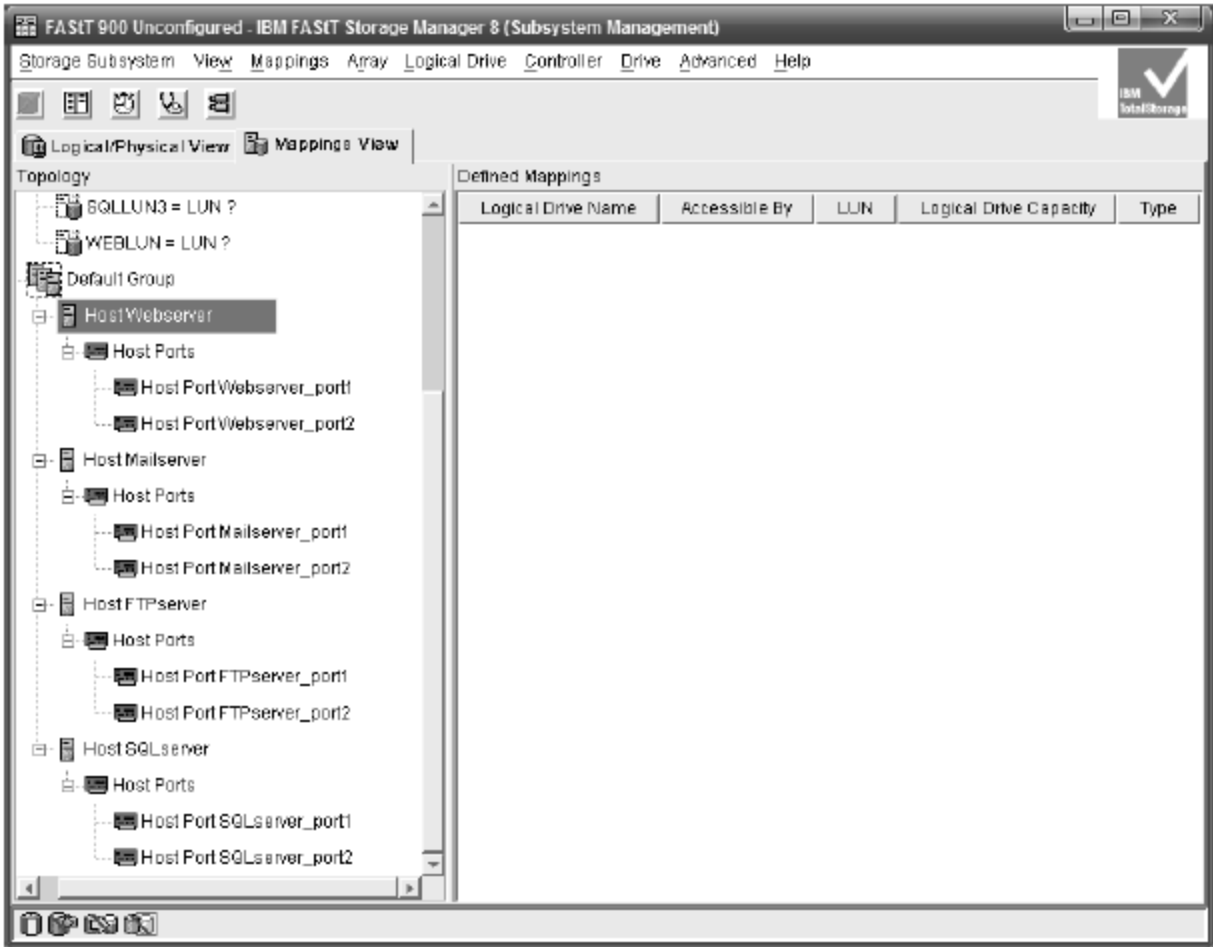 FAStT 900 Unconfigured - IBM FAStT Storage Manager 8 (Subsystem Management)
Storage Subsystem View Mappings Array Logical Drive Controller Drive Advanced Help
IBM
TotalStorage
Logical/Physical View Mappings View
Topology
SQLLUN3 = LUN ?
WEBLUN = LUN ?
Default Group
Host Webserver
Host Ports
Host Port Webserver_port1
Host Port Webserver_port2
Host Mailserver
Host Ports
Host Port Mailserver_port1
Host Port Mailserver_port2
Host FTPserver
Host Ports
Host Port FTPserver_port1
Host Port FTPserver_port2
Host SQLserver
Host Ports
Host Port SQLserver_port1
Host Port SQLserver_port2
Defined Mappings
Logical Drive Name Accessible By LUN Logical Drive Capacity Type